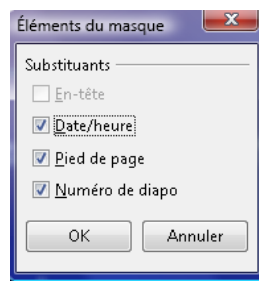 Éléments du masque
Substituants
En-tête
Date/heure
Pied de page
Numéro de diapo
OK
Annuler